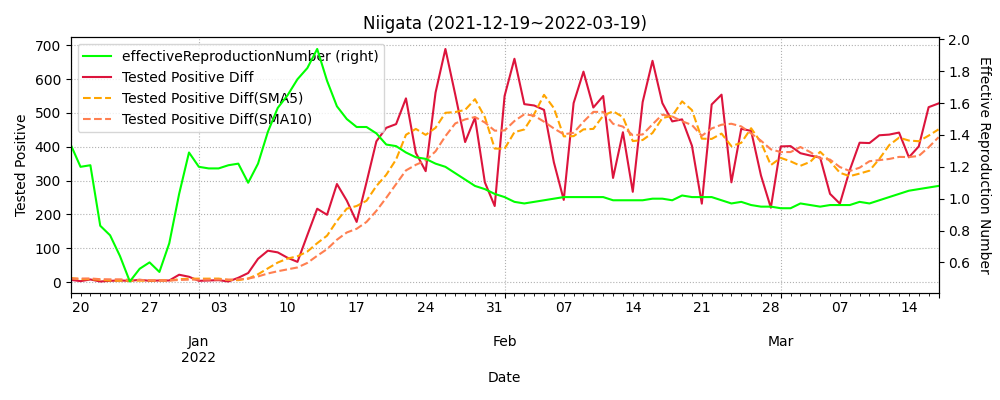 Niigata (2021-12-19~2022-03-19)
effectiveReproductionNumber (right)
Tested Positive Diff
Tested Positive Diff(SMA5)
Tested Positive Diff(SMA10)
Tested Positive
700
600
500
400
300
200
100
0
2.0
1.8
1.6
1.4
1.2
1.0
0.8
0.6
Effective Reproduction Number
20 27 03 10 17 24 31 07 14 21 28 07 14
Jan Feb Mar
2022
Date